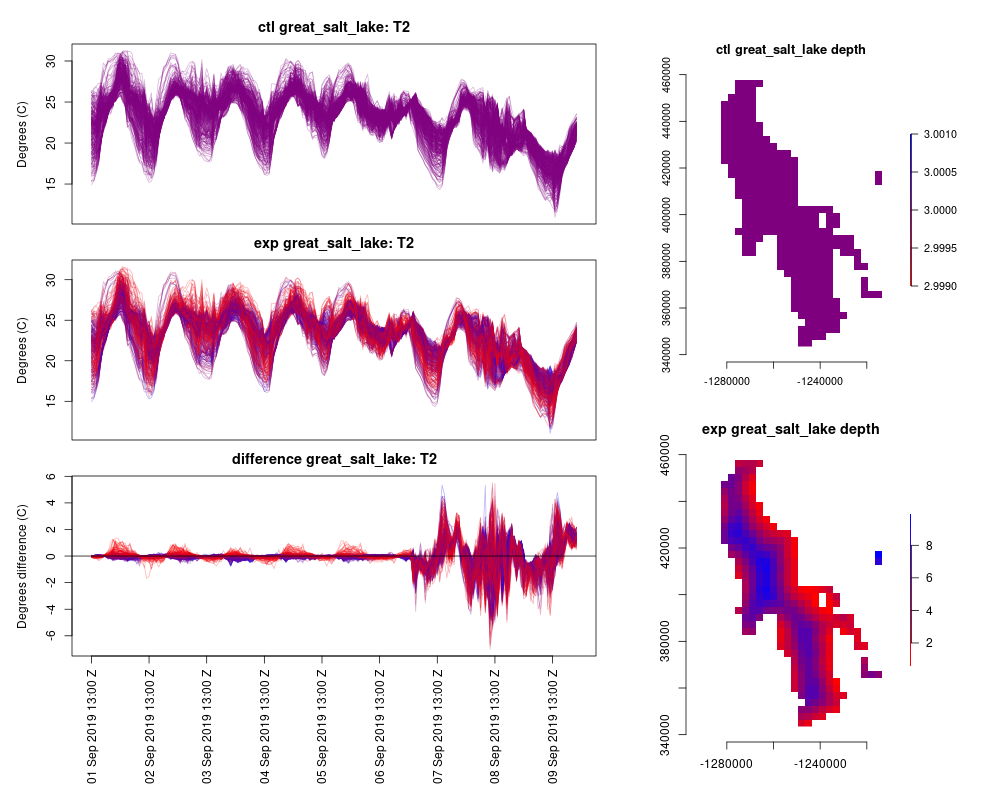 ctl great_salt_lake: T2
Degrees (C)
30
25
20
15
exp great_salt_lake: T2
Degrees (C)
30
25
20
15
difference great_salt_lake: T2
Degrees difference (C)
6
4
2
0
-2
-4
-6
01 Sep 2019 13:00 Z
02 Sep 2019 13:00 Z
03 Sep 2019 13:00 Z
04 Sep 2019 13:00 Z
05 Sep 2019 13:00 Z
06 Sep 2019 13:00 Z
07 Sep 2019 13:00 Z
08 Sep 2019 13:00 Z
09 Sep 2019 13:00 Z
ctl great_salt_lake depth
460000
440000
420000
400000
380000
360000
340000
-1280000
-1240000
3.0010
3.0005
3.0000
2.9995
2.9990
exp great_salt_lake depth
460000
420000
380000
340000
-1280000
-1240000
8
6
4
2